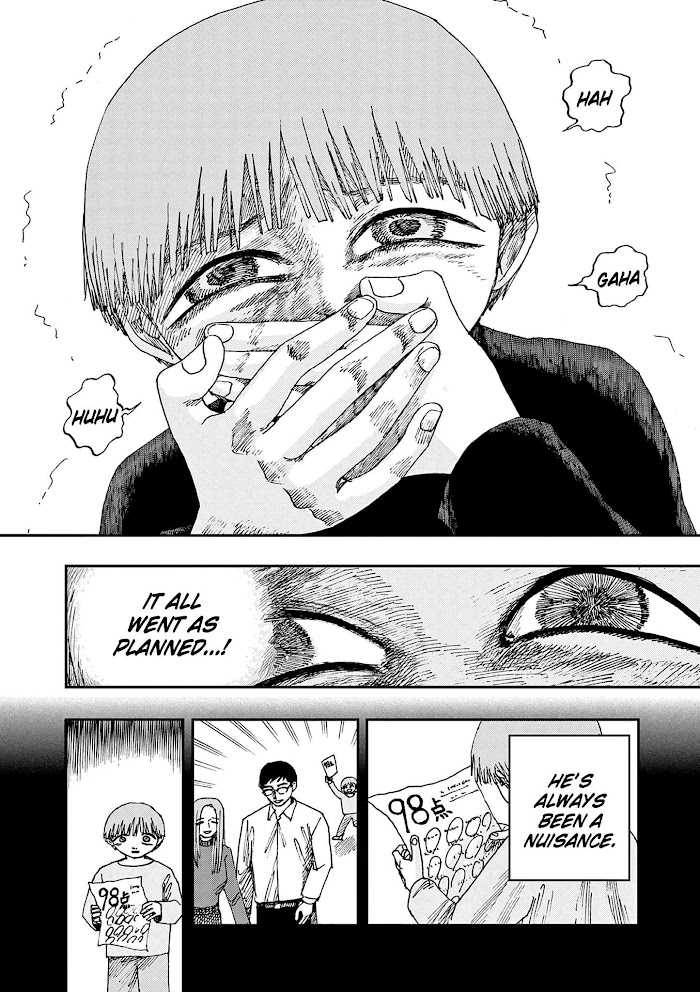 HAH
GAHA
HUHU
IT ALL
WENT AS
PLANNED...!
HE'S
ALWAYS
BEEN A
NUISANCE.
98点
98点